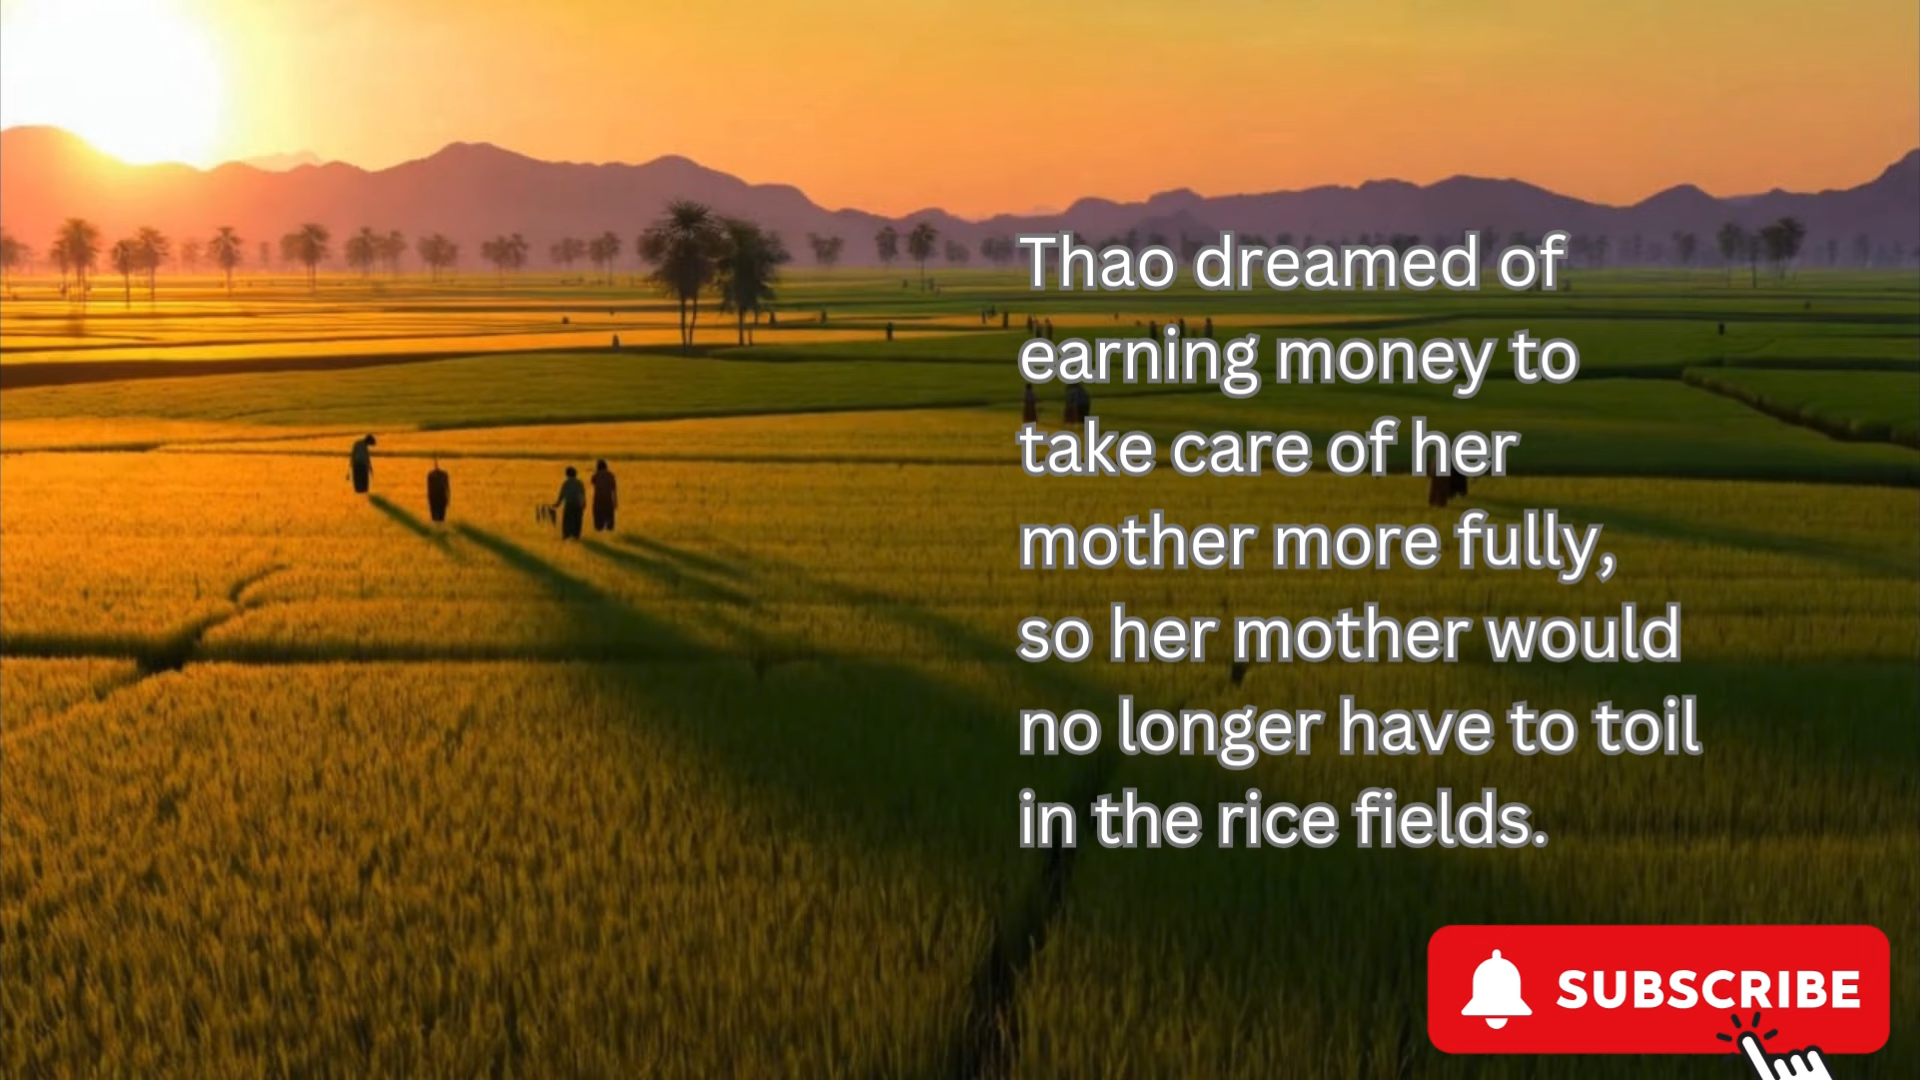 Thao dreamed of
earning money to
take care of her
mother more fully,
so her mother would
no longer have to toil
in the rice fields.
SUBSCRIBE